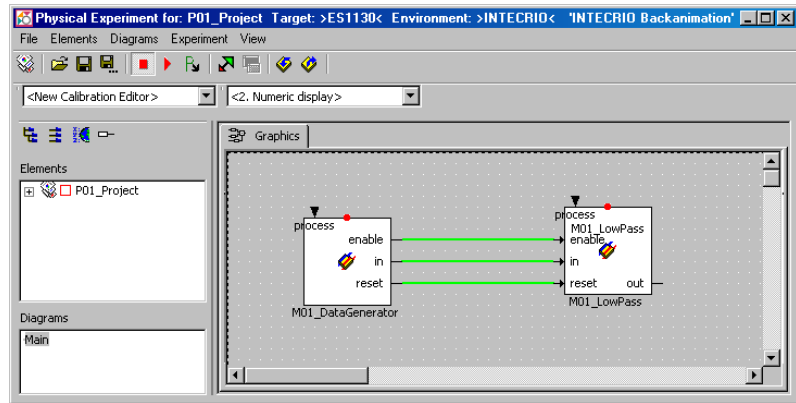 Physical Experiment for: P01_Project Target: >ES1130< Environment: >INTECRIO< 'INTECRIO Backanimation'
File Elements Diagrams Experiment View
<New Calibration Editor> <2. Numeric display>
Graphics
Elements
P01_Project
process
enable
in
reset
M01_DataGenerator
process
M01_LowPass
enable
in
reset out
M01_LowPass
Diagrams
Main